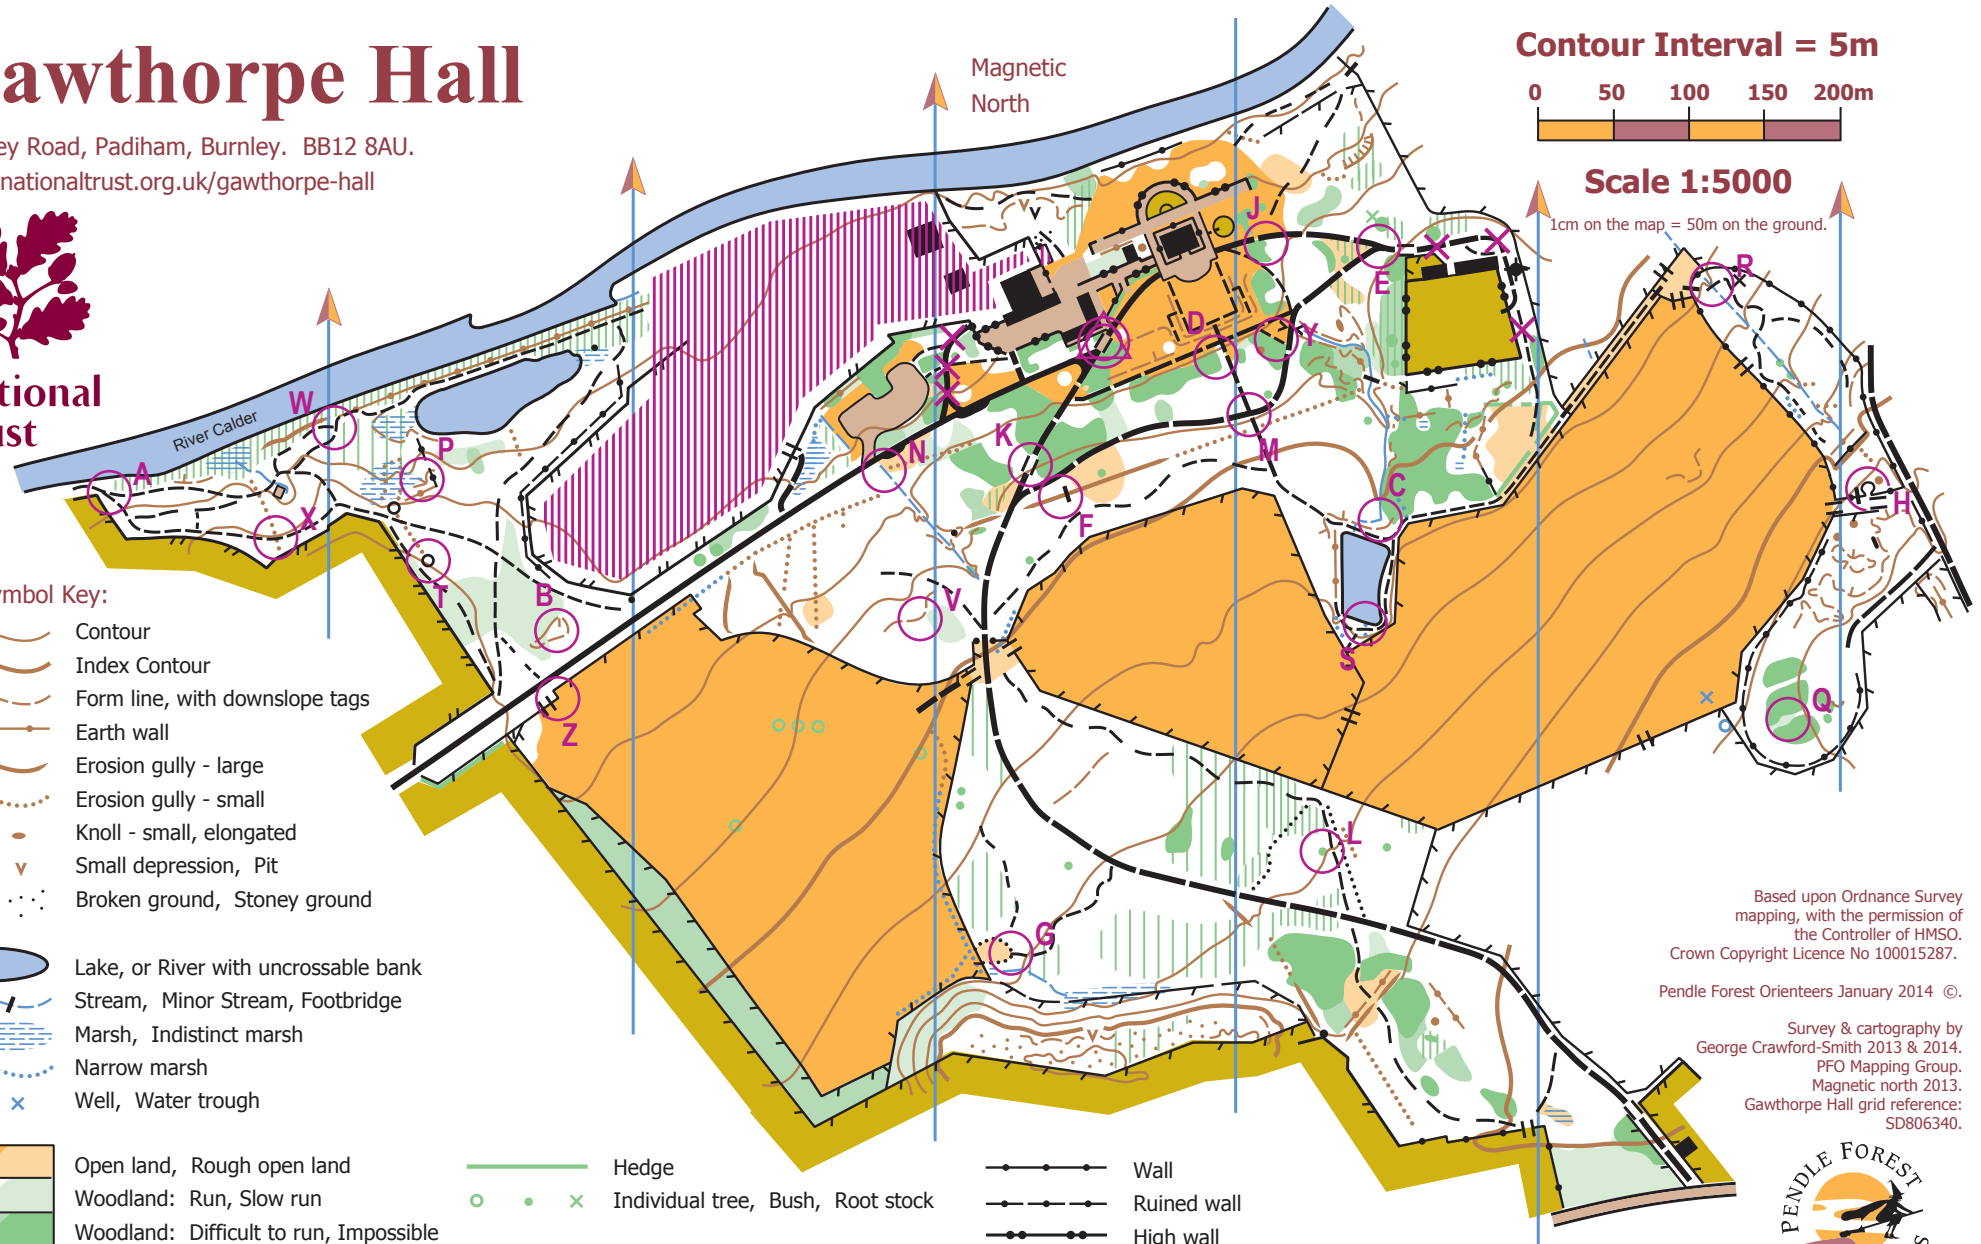 awthorpe Hall
ey Road, Padiham, Burnley. BB12 8AU.
nationaltrust.org.uk/gawthorpe-hall
tional
ust
Magnetic
North
Contour Interval = 5m
0 50 100 150 200m
Scale 1:5000
1cm on the map = 50m on the ground.
River Calder
A
W
P
X
T
B
Z
N
K
F
V
J
E
D
Y
M
C
S
R
H
Q
L
G
ymbol Key:
Contour
Index Contour
Form line, with downslope tags
Earth wall
Erosion gully - large
Erosion gully - small
Knoll - small, elongated
Small depression, Pit
Broken ground, Stoney ground
Lake, or River with uncrossable bank
Stream, Minor Stream, Footbridge
Marsh, Indistinct marsh
Narrow marsh
Well, Water trough
Open land, Rough open land
Woodland: Run, Slow run
Woodland: Difficult to run, Impossible
Hedge
Individual tree, Bush, Root stock
Wall
Ruined wall
High wall
Based upon Ordnance Survey
mapping, with the permission of
the Controller of HMSO.
Crown Copyright Licence No 100015287.
Pendle Forest Orienteers January 2014 ©.
Survey & cartography by
George Crawford-Smith 2013 & 2014.
PFO Mapping Group.
Magnetic north 2013.
Gawthorpe Hall grid reference:
SD806340.
PENDLE FOREST